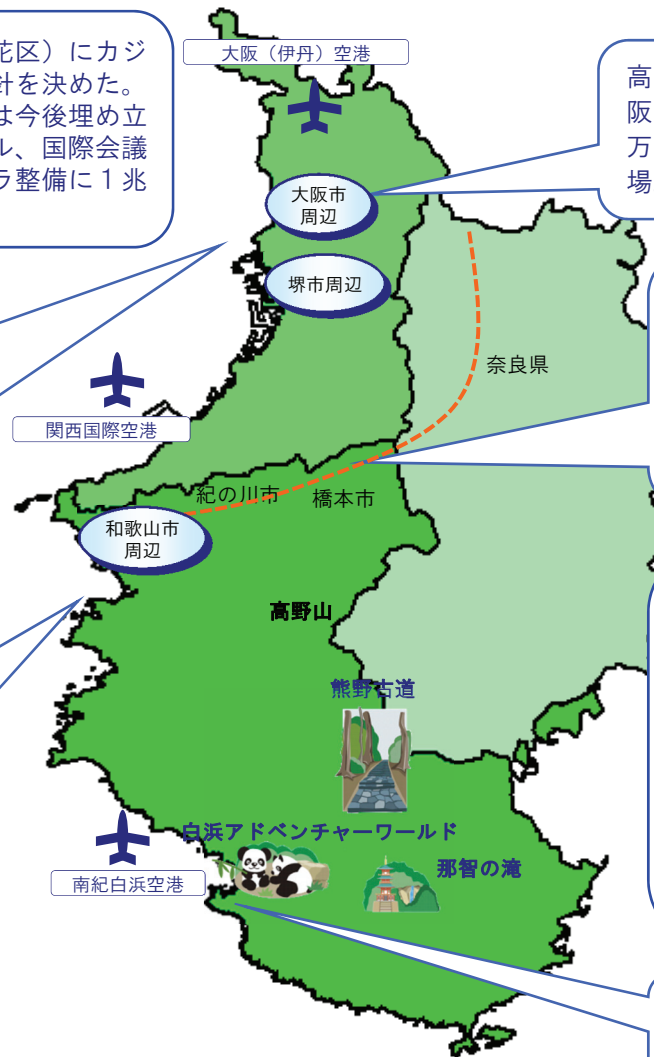 花区）にカジ
針を決めた。
は今後埋め立
ル、国際会議
ラ整備に１兆
大阪（伊丹）空港
高
阪
万
場
大阪市
周辺
堺市周辺
奈良県
関西国際空港
紀の川市
橋本市
和歌山市
周辺
高野山
熊野古道
白浜アドベンチャーワールド
那智の滝
南紀白浜空港